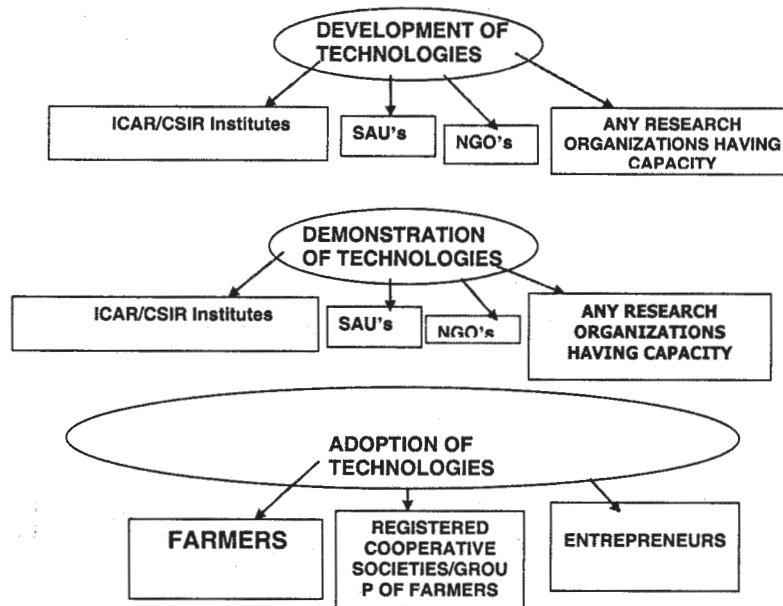 DEVELOPMENT OF
TECHNOLOGIES
ICAR/CSIR Institutes
SAU's
NGO's
ANY RESEARCH
ORGANIZATIONS HAVING
CAPACITY
DEMONSTRATION
OF TECHNOLOGIES
ICAR/CSIR Institutes
SAU's
NGO's
ANY RESEARCH
ORGANIZATIONS
HAVING CAPACITY
ADOPTION OF
TECHNOLOGIES
FARMERS
REGISTERED
COOPERATIVE
SOCIETIES/GROU
P OF FARMERS
ENTREPRENEURS